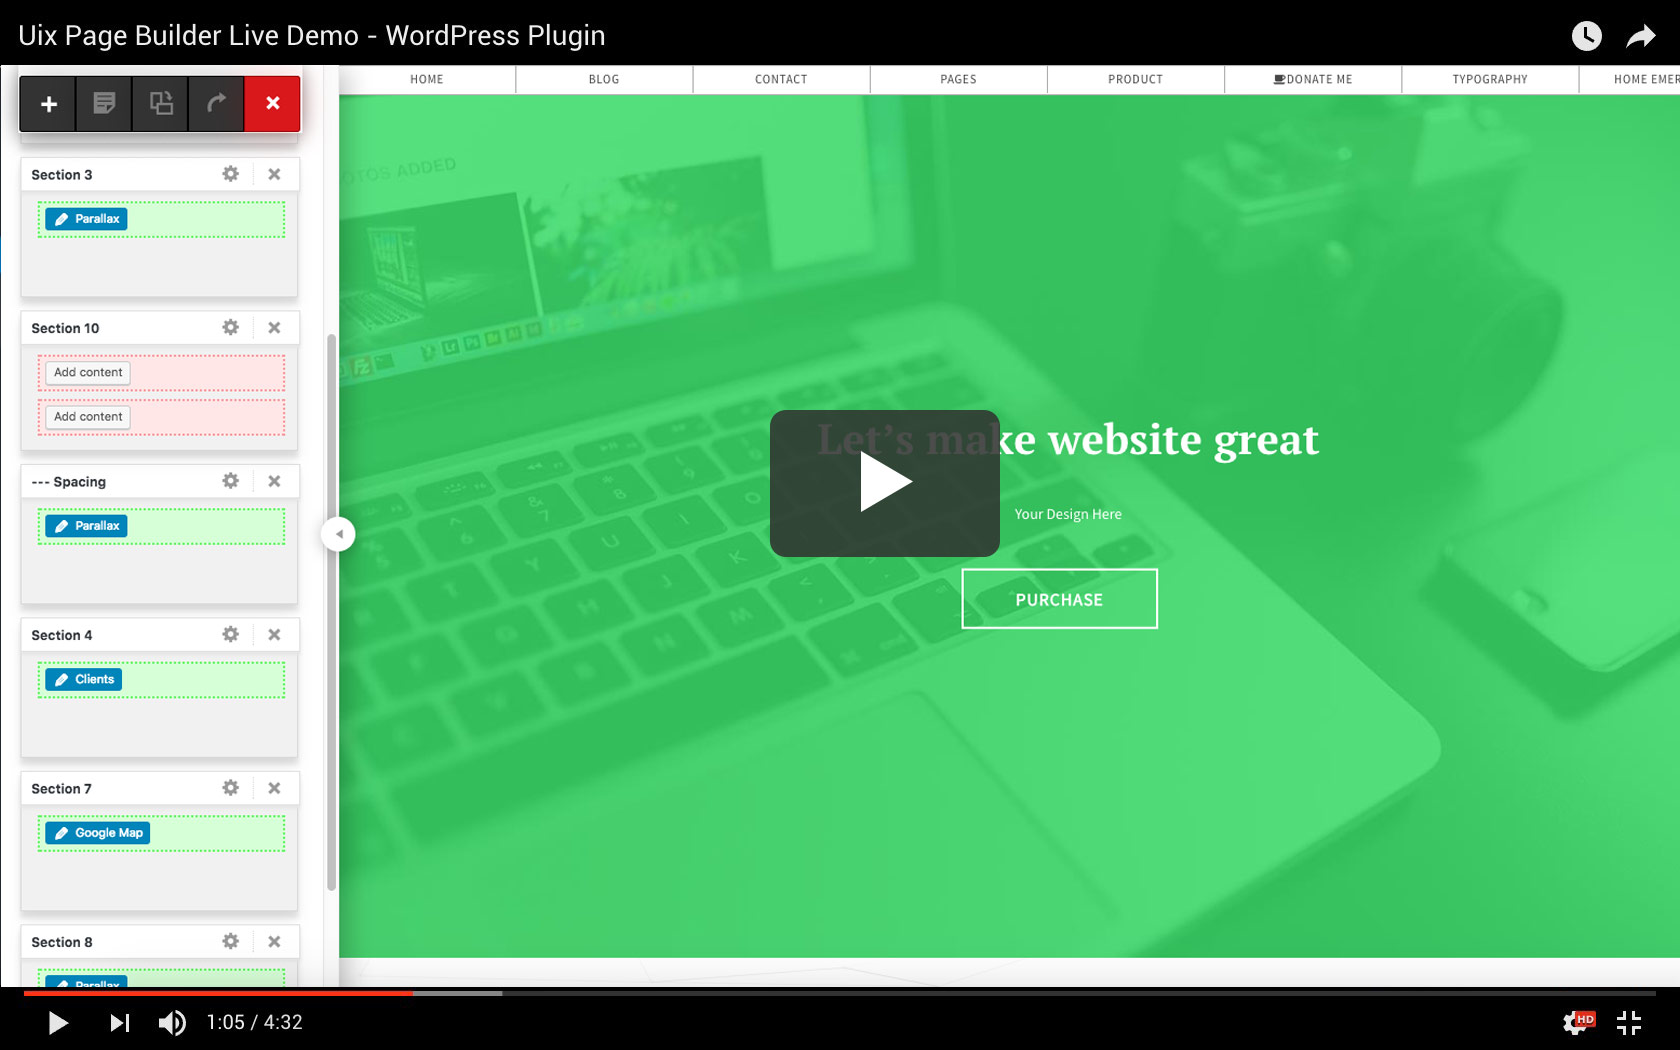 Uix Page Builder Live Demo - WordPress Plugin
HOME
BLOG
CONTACT
PAGES
PRODUCT
DONATE ME
TYPOGRAPHY
HOME EMER
Section 3
Parallax
Section 10
Add content
Add content
--- Spacing
Parallax
Section 4
Clients
Section 7
Google Map
Section 8
Parallax
OTOS ADDED
Let's make website great
Your Design Here
PURCHASE
1:05 / 4:32
HD